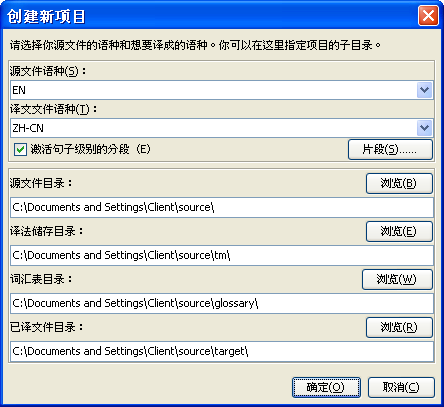 创建新项目
请选择你源文件的语种和想要译成的语种。你可以在这里指定项目的子目录。
源文件语种(S)：
EN
译文文件语种(T)：
ZH-CN
激活句子级别的分段（E） 片段(S)......
源文件目录： 浏览(B)
C:\Documents and Settings\Client\source\
译法储存目录： 浏览(E)
C:\Documents and Settings\Client\source\tm\
词汇表目录： 浏览(W)
C:\Documents and Settings\Client\source\glossary\
已译文件目录： 浏览(R)
C:\Documents and Settings\Client\source\target\
确定(O) 取消(C)